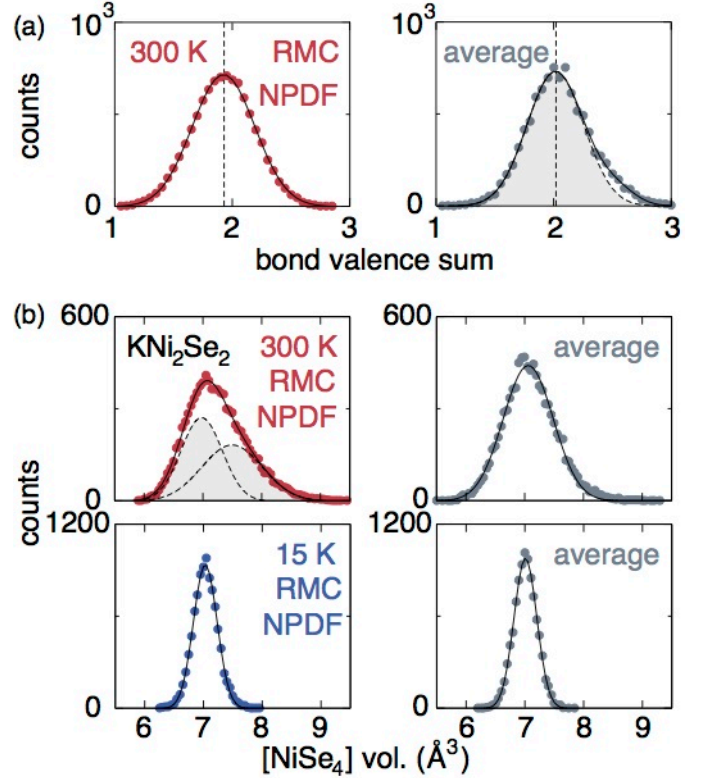 (a)
10³
300 K RMC
NPDF
counts
0
1 2 3
10³
average
0
1 2 3
bond valence sum
(b)
600
KNi₂Se₂ 300 K
RMC
NPDF
0
600
average
0
counts
1200
15 K
RMC
NPDF
0
6 7 8 9
1200
average
0
6 7 8 9
[NiSe₄] vol. (Å³)